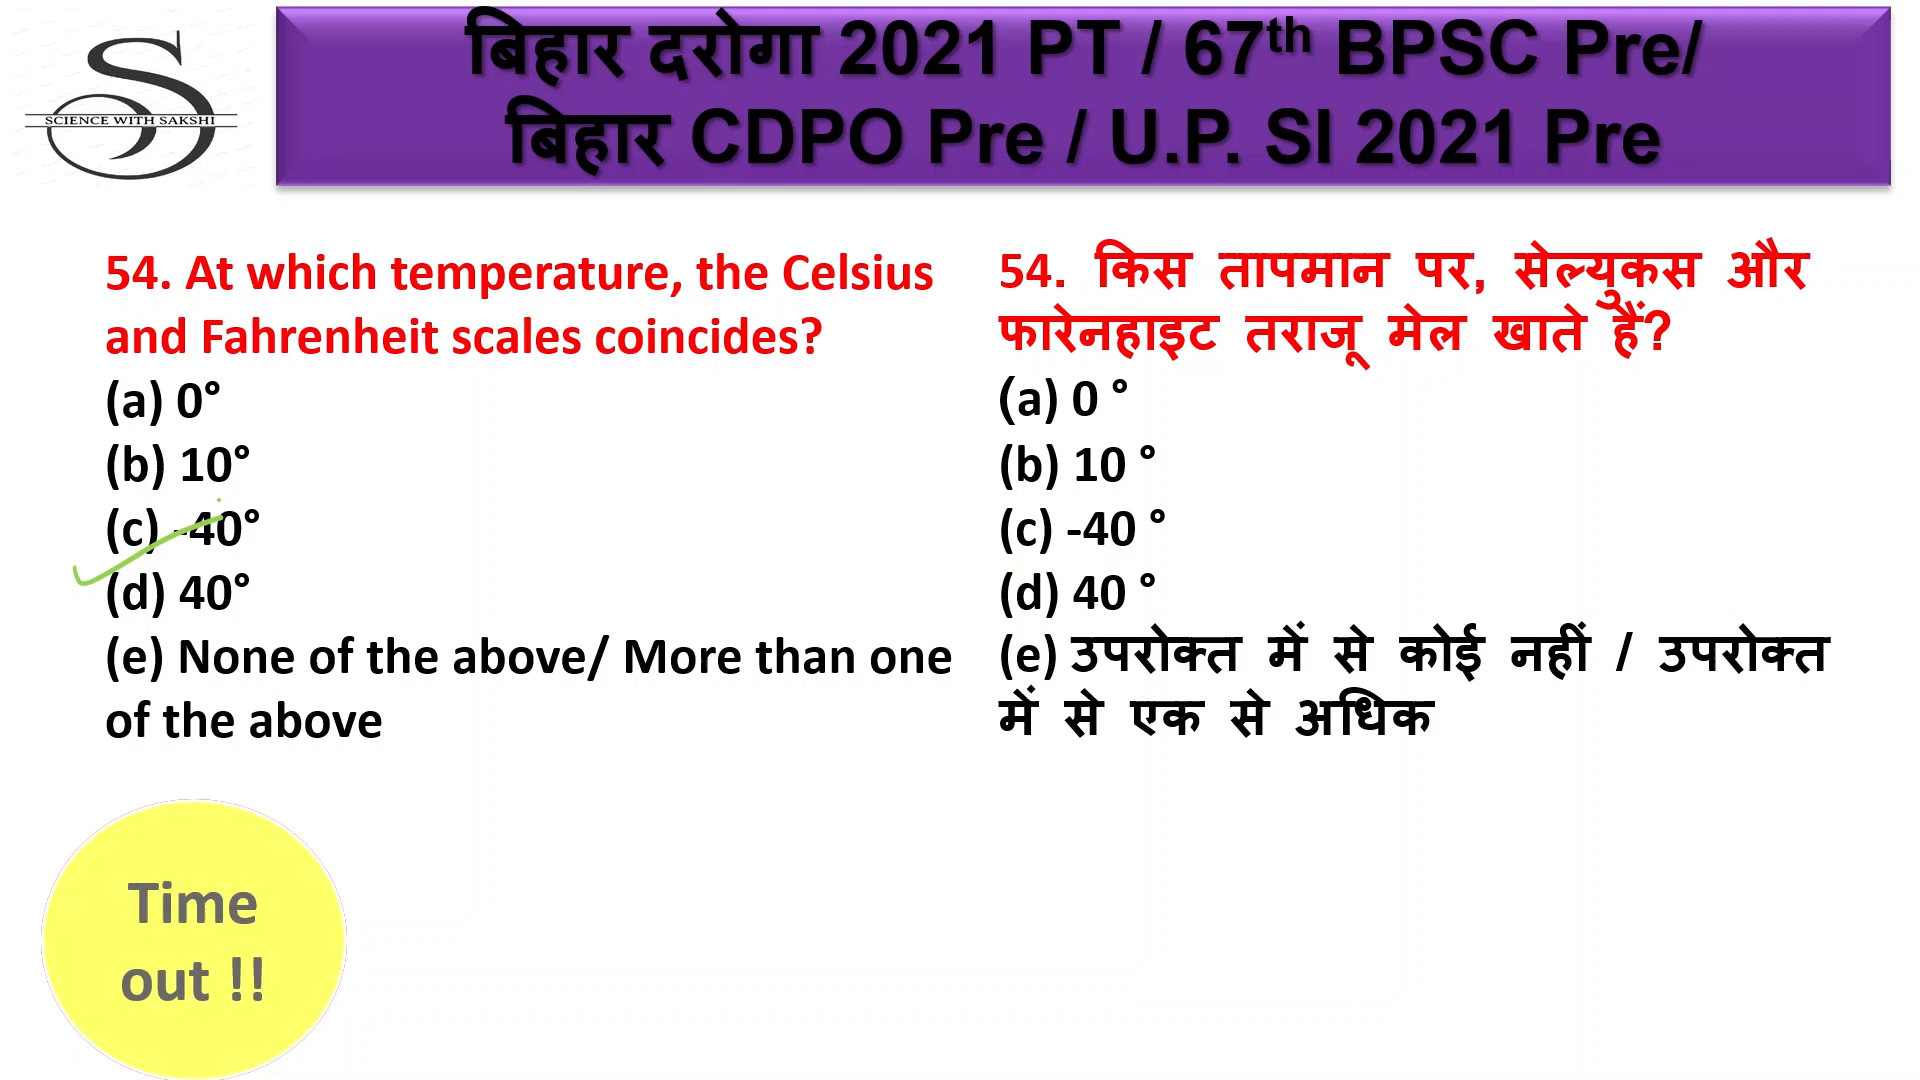 SCIENCE WITH SAKSHI
बिहार दरोगा 2021 PT / 67th BPSC Pre/
बिहार CDPO Pre / U.P. SI 2021 Pre
54. At which temperature, the Celsius
and Fahrenheit scales coincides?
(a) 0°
(b) 10°
(c) -40°
(d) 40°
(e) None of the above/ More than one
of the above
54. किस तापमान पर, सेल्युकस और
फारेनहाइट तराजू मेल खाते हैं?
(a) 0 °
(b) 10 °
(c) -40 °
(d) 40 °
(e) उपरोक्त में से कोई नहीं / उपरोक्त
में से एक से अधिक
Time
out !!